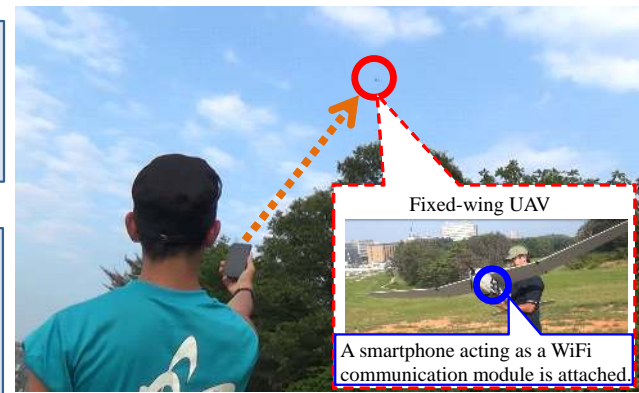 Fixed-wing UAV
A smartphone acting as a WiFi
communication module is attached.